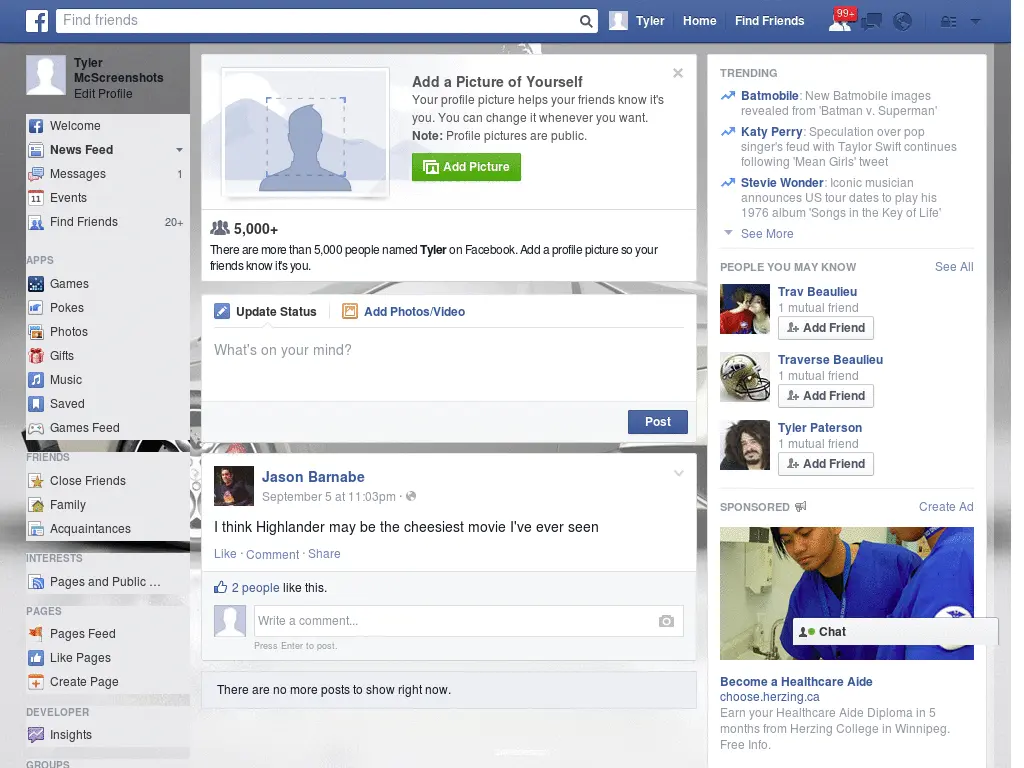 f
Find friends
Tyler
Home
Find Friends
99+
Tyler
McScreenshots
Edit Profile
Welcome
News Feed
Messages 1
11 Events
Find Friends 20+
APPS
Games
Pokes
Photos
Gifts
Music
Saved
Games Feed
FRIENDS
Close Friends
Family
Acquaintances
INTERESTS
Pages and Public ...
PAGES
Pages Feed
Like Pages
Create Page
DEVELOPER
Insights
GROUPS
Add a Picture of Yourself
Your profile picture helps your friends know it's
you. You can change it whenever you want.
Note: Profile pictures are public.
Add Picture
5,000+
There are more than 5,000 people named Tyler on Facebook. Add a profile picture so your
friends know it's you.
Update Status
Add Photos/Video
What's on your mind?
Post
Jason Barnabe
September 5 at 11:03pm ·
I think Highlander may be the cheesiest movie I've ever seen
Like · Comment · Share
2 people like this.
Write a comment...
Press Enter to post.
There are no more posts to show right now.
TRENDING
Batmobile: New Batmobile images
revealed from 'Batman v. Superman'
Katy Perry: Speculation over pop
singer's feud with Taylor Swift continues
following 'Mean Girls' tweet
Stevie Wonder: Iconic musician
announces US tour dates to play his
1976 album 'Songs in the Key of Life'
See More
PEOPLE YOU MAY KNOW See All
Trav Beaulieu
1 mutual friend
Add Friend
Traverse Beaulieu
1 mutual friend
Add Friend
Tyler Paterson
1 mutual friend
Add Friend
SPONSORED Create Ad
Chat
Become a Healthcare Aide
choose.herzing.ca
Earn your Healthcare Aide Diploma in 5
months from Herzing College in Winnipeg.
Free Info.